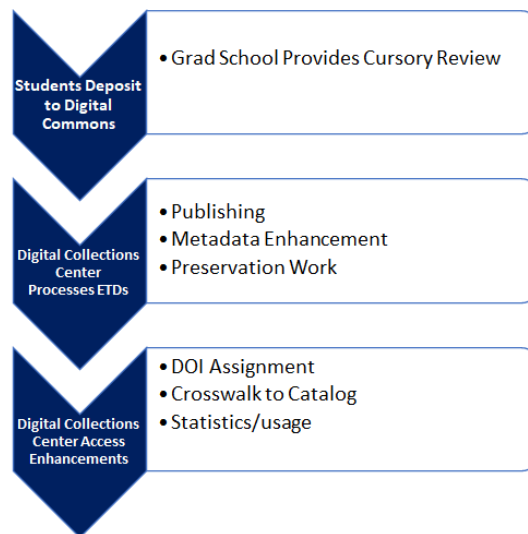 Students Deposit
to Digital
Commons
• Grad School Provides Cursory Review
Digital Collections
Center
Processes ETDs
• Publishing
• Metadata Enhancement
• Preservation Work
Digital Collections
Center Access
Enhancements
• DOI Assignment
• Crosswalk to Catalog
• Statistics/usage